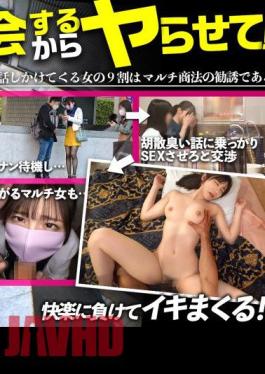 会するからヤらせて
話しかけてくる女の9割はマルチ商法の勧誘であ
ナン待機し…
胡散臭い話に乗っかり
SEXさせろと交渉
がるマルチ女も…
快楽に負けてイキまくる!
JAVHD